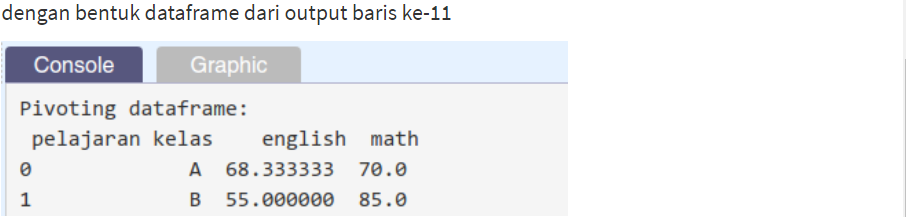 dengan bentuk dataframe dari output baris ke-11
Console Graphic
Pivoting dataframe:
pelajaran kelas english math
0 A 68.333333 70.0
1 B 55.000000 85.0